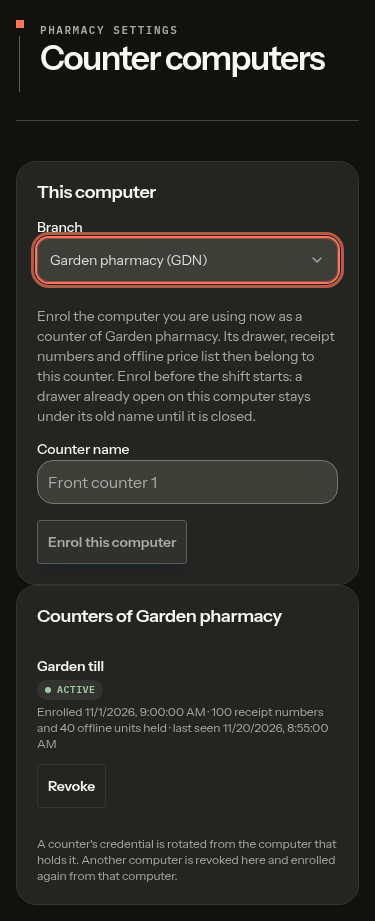 PHARMACY SETTINGS
Counter computers
This computer
Branch
Garden pharmacy (GDN)
Enrol the computer you are using now as a
counter of Garden pharmacy. Its drawer, receipt
numbers and offline price list then belong to
this counter. Enrol before the shift starts: a
drawer already open on this computer stays
under its old name until it is closed.
Counter name
Front counter 1
Enrol this computer
Counters of Garden pharmacy
Garden till
ACTIVE
Enrolled 11/1/2026, 9:00:00 AM · 100 receipt numbers
and 40 offline units held · last seen 11/20/2026, 8:55:00
AM
Revoke
A counter's credential is rotated from the computer that
holds it. Another computer is revoked here and enrolled
again from that computer.